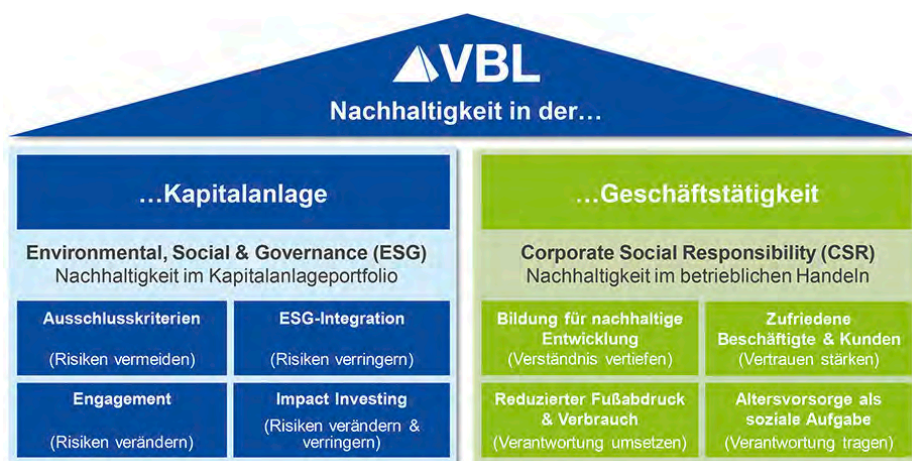 VBL
Nachhaltigkeit in der...
...Kapitalanlage
Environmental, Social & Governance (ESG)
Nachhaltigkeit im Kapitalanlageportfolio
Ausschlusskriterien
(Risiken vermeiden)
ESG-Integration
(Risiken verringern)
Engagement
(Risiken verändern)
Impact Investing
(Risiken verändern &
verringern)
...Geschäftstätigkeit
Corporate Social Responsibility (CSR)
Nachhaltigkeit im betrieblichen Handeln
Bildung für nachhaltige
Entwicklung
(Verständnis vertiefen)
Zufriedene
Beschäftigte & Kunden
(Vertrauen stärken)
Reduzierter Fußabdruck
& Verbrauch
(Verantwortung umsetzen)
Altersvorsorge als
soziale Aufgabe
(Verantwortung tragen)